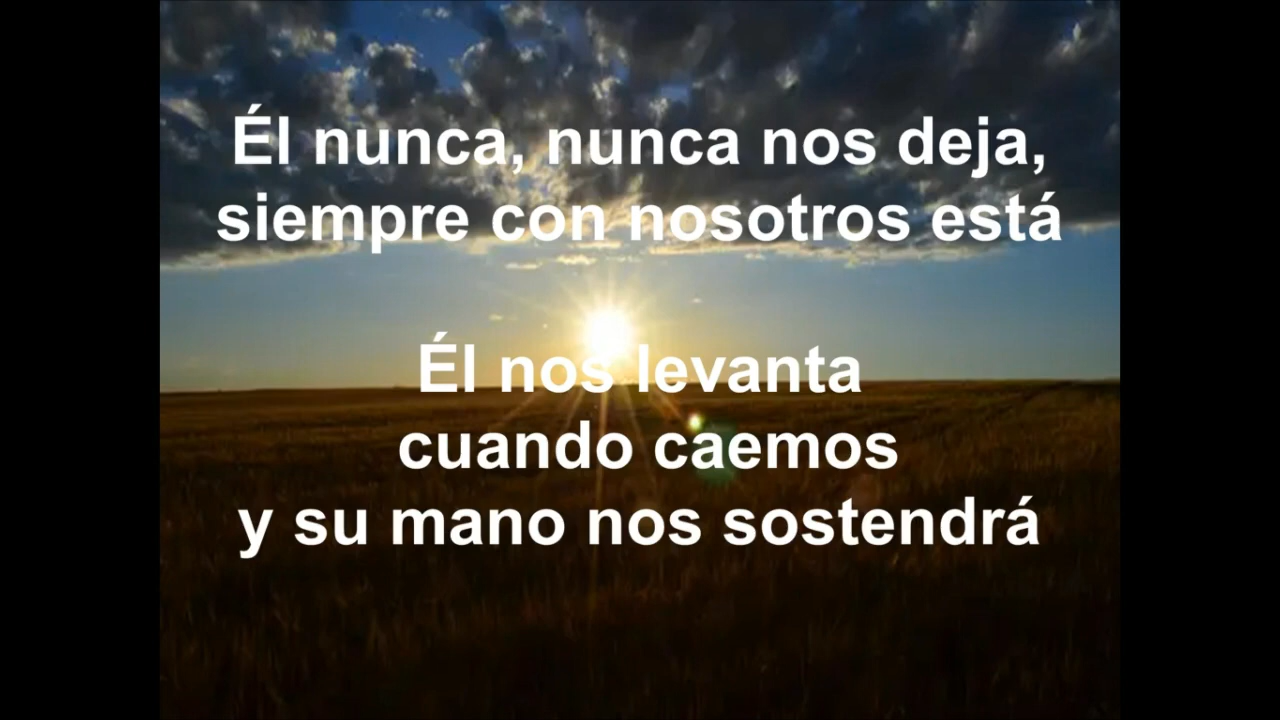 Él nunca, nunca nos deja,
siempre con nosotros está
Él nos levanta
cuando caemos
y su mano nos sostendrá